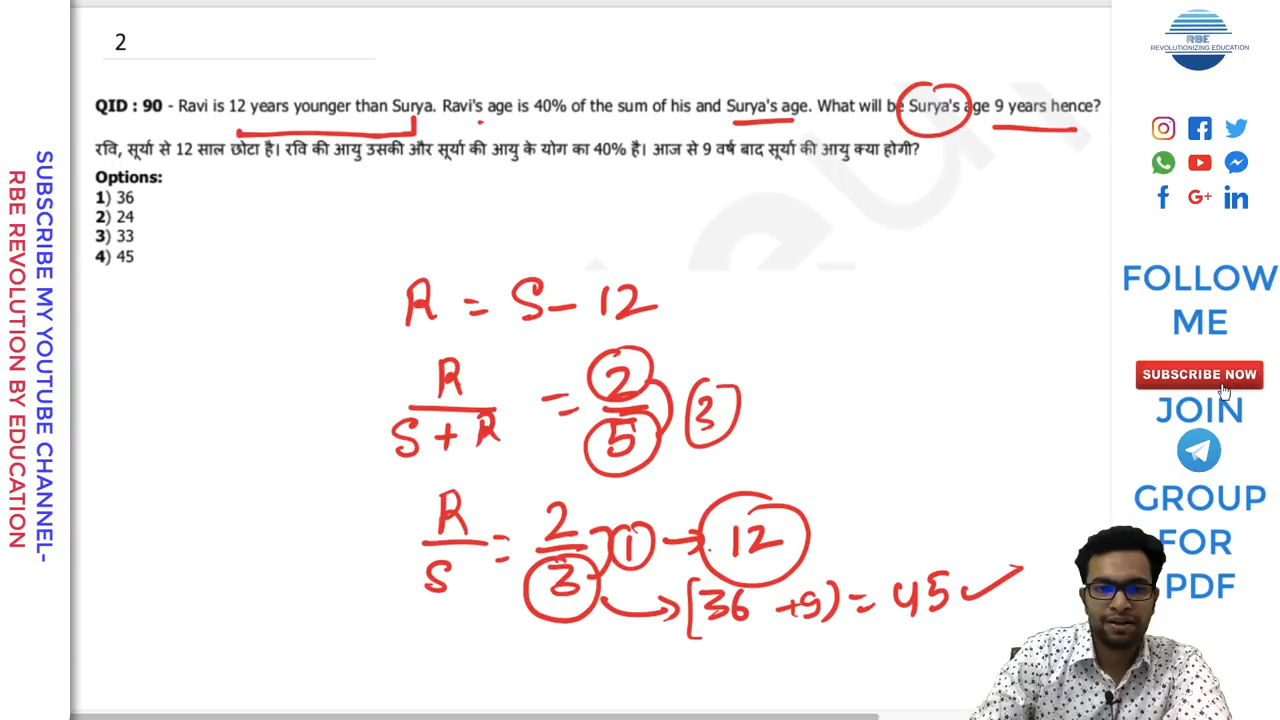 2
QID : 90 - Ravi is 12 years younger than Surya. Ravi's age is 40% of the sum of his and Surya's age. What will be Surya's age 9 years hence?
रवि, सूर्या से 12 साल छोटा है। रवि की आयु उसकी और सूर्या की आयु के योग का 40% है। आज से 9 वर्ष बाद सूर्या की आयु क्या होगी?
Options:
1) 36
2) 24
3) 33
4) 45
R = S - 12
R
S + R
= 2
5
3
R
S
= 2
3
1 → 12
[36 + 9) = 45
SUBSCRIBE MY YOUTUBE CHANNEL-
RBE REVOLUTION BY EDUCATION
RBE
REVOLUTIONIZING EDUCATION
FOLLOW
ME
SUBSCRIBE NOW
JOIN
GROUP
FOR
PDF